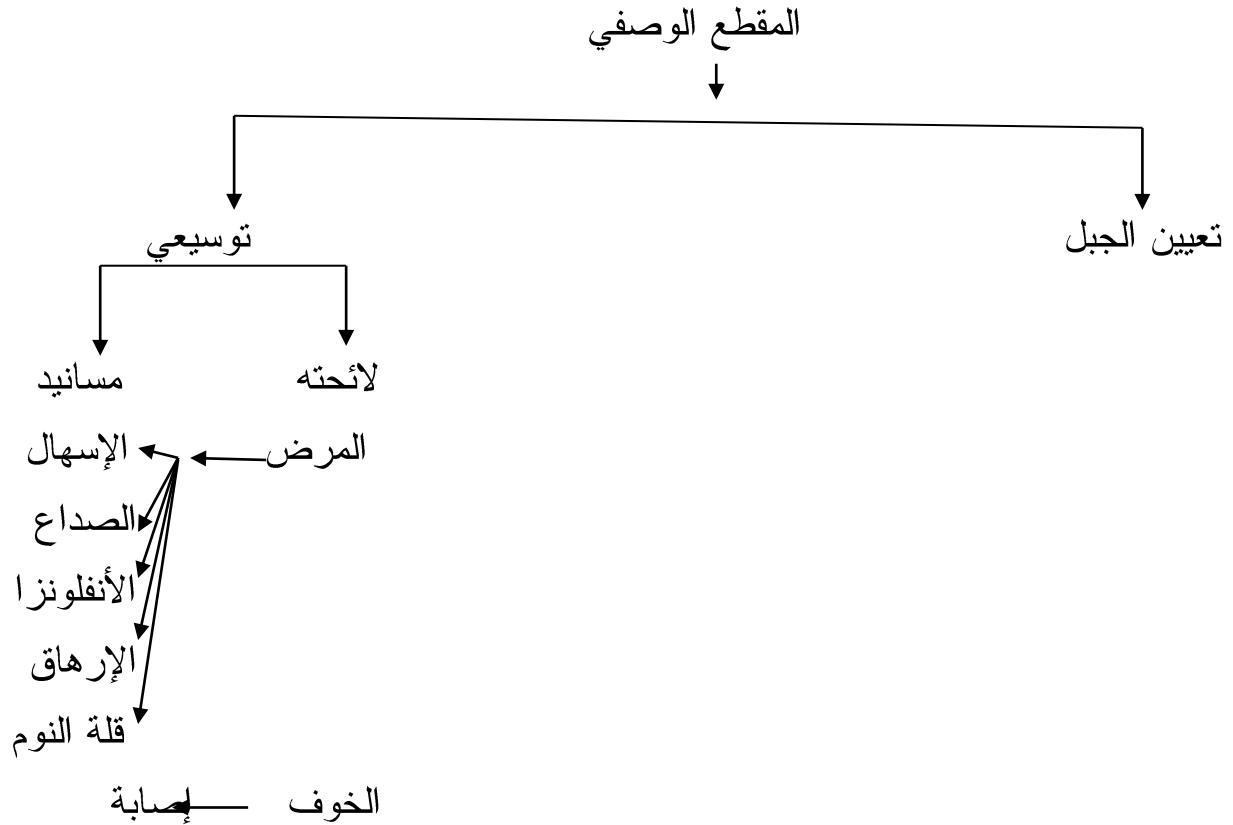 المقطع الوصفي
تعيين الجبل
توسيعي
لائحته
مسانيد
المرض
الإسهال
الصداع
الأنفلونزا
الإرهاق
قلة النوم
الخوف
إصابة